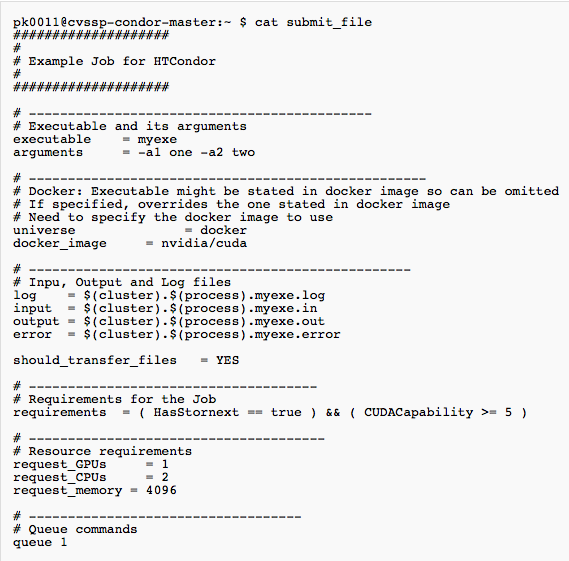 pk0011@cvssp-condor-master:~ $ cat submit_file
####################
#
# Example Job for HTCondor
#
####################
# --------------------------------------------
# Executable and its arguments
executable    = myexe
arguments     = -a1 one -a2 two
# ---------------------------------------------------
# Docker: Executable might be stated in docker image so can be omitted
# If specified, overrides the one stated in docker image
# Need to specify the docker image to use
universe              = docker
docker_image     = nvidia/cuda
# -------------------------------------------------
# Inpu, Output and Log files
log    = $(cluster).$(process).myexe.log
input  = $(cluster).$(process).myexe.in
output = $(cluster).$(process).myexe.out
error  = $(cluster).$(process).myexe.error
should_transfer_files   = YES
# -------------------------------------
# Requirements for the Job
requirements  = ( HasStornext == true ) && ( CUDACapability >= 5 )
# --------------------------------------
# Resource requirements
request_GPUs     = 1
request_CPUs     = 2
request_memory = 4096
# -----------------------------------
# Queue commands
queue 1